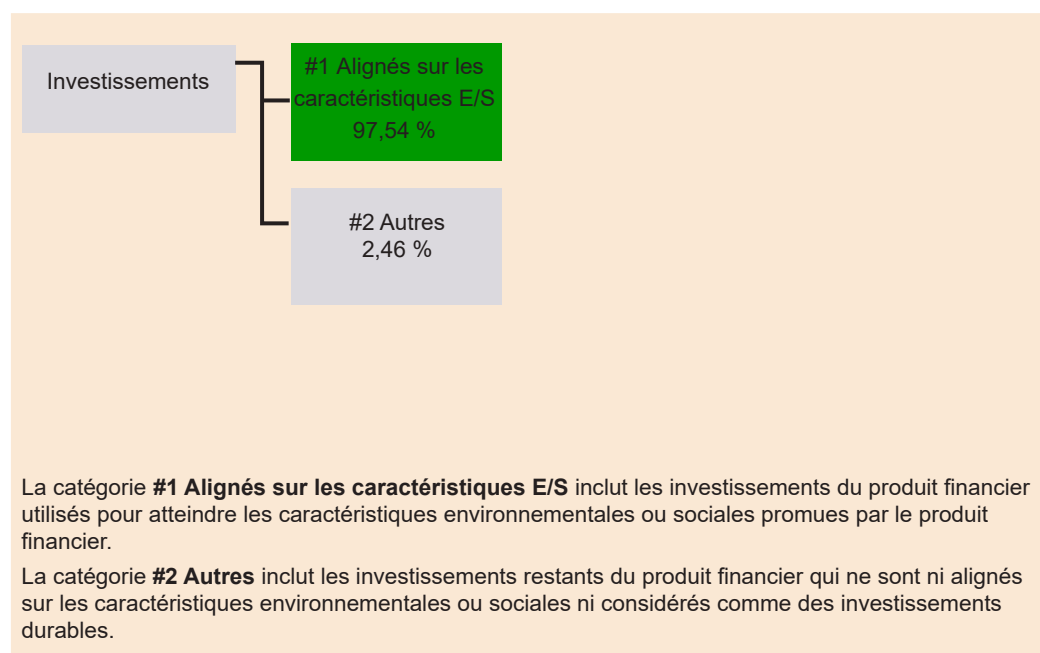 Investissements
#1 Alignés sur les
caractéristiques E/S
97,54 %
#2 Autres
2,46 %
La catégorie #1 Alignés sur les caractéristiques E/S inclut les investissements du produit financier
utilisés pour atteindre les caractéristiques environnementales ou sociales promues par le produit
financier.
La catégorie #2 Autres inclut les investissements restants du produit financier qui ne sont ni alignés
sur les caractéristiques environnementales ou sociales ni considérés comme des investissements
durables.